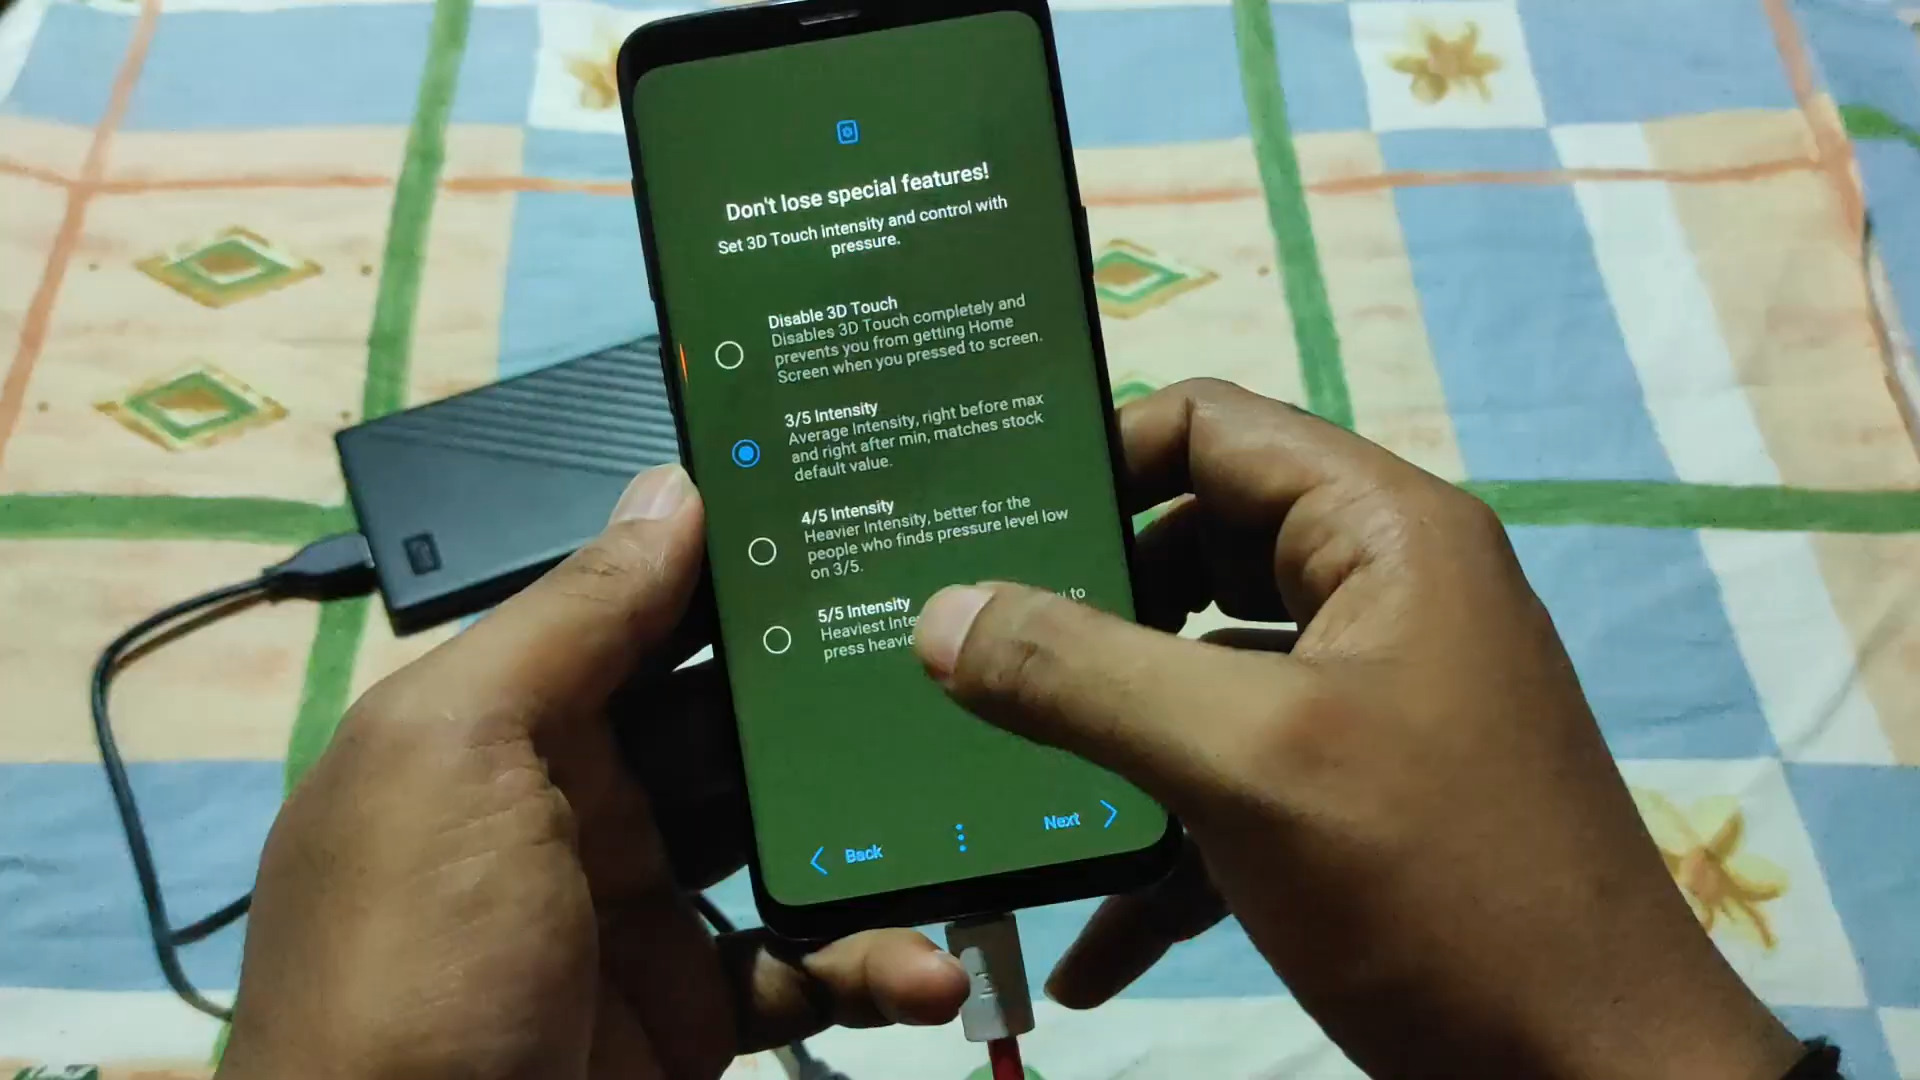 Don't lose special features!
Set 3D Touch intensity and control with
pressure.
Disable 3D Touch
Disables 3D Touch completely and
prevents you from getting Home
Screen when you pressed to screen.
3/5 Intensity
Average Intensity, right before max
and right after min, matches stock
default value.
4/5 Intensity
Heavier Intensity, better for the
people who finds pressure level low
on 3/5.
5/5 Intensity
Heaviest to
press
Back
Next